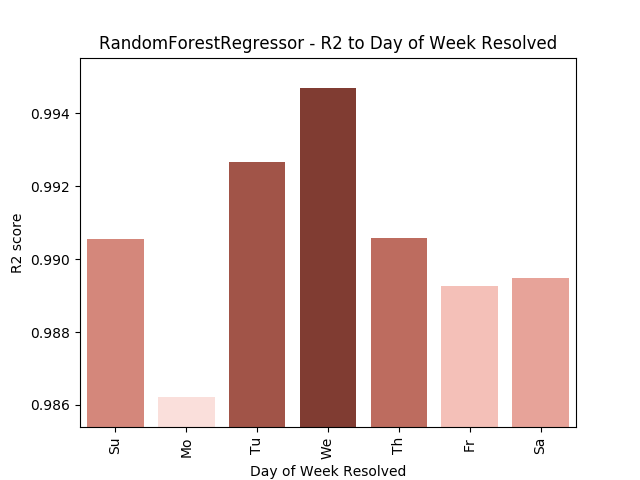 RandomForestRegressor - R2 to Day of Week Resolved
0.994
0.992
0.990
0.988
0.986
R2 score
Su
Mo
Tu
We
Th
Fr
Sa
Day of Week Resolved